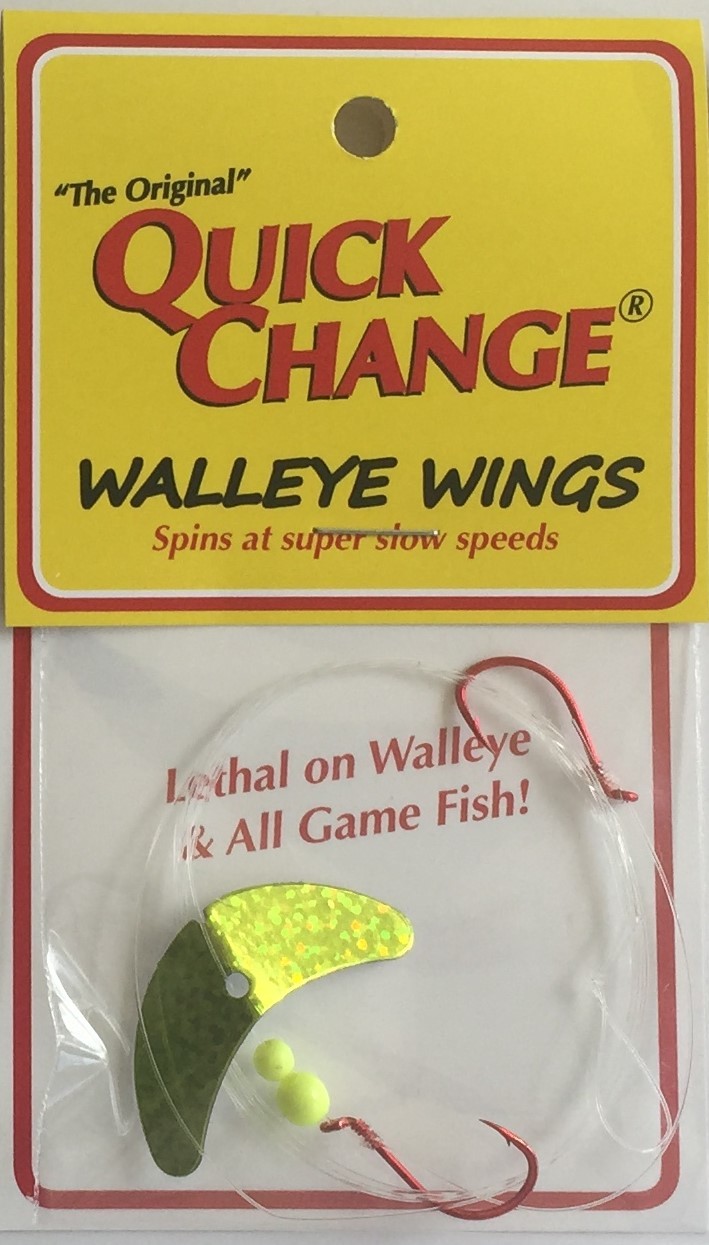 "The Original"
QUICK
CHANGE®
WALLEYE WINGS
Spins at super slow speeds
Lethal on Walleye
& All Game Fish!